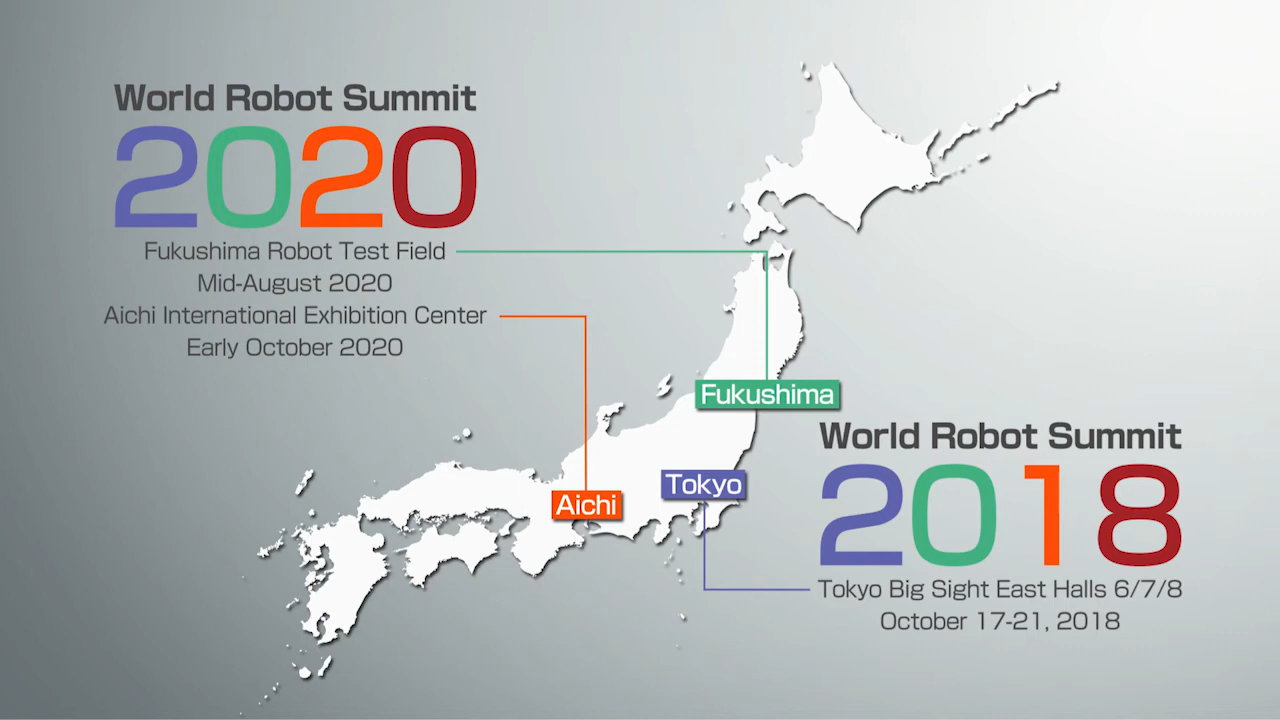 World Robot Summit
2020
Fukushima Robot Test Field
Mid-August 2020
Aichi International Exhibition Center
Early October 2020
Fukushima
Tokyo
Aichi
World Robot Summit
2018
Tokyo Big Sight East Halls 6/7/8
October 17-21, 2018